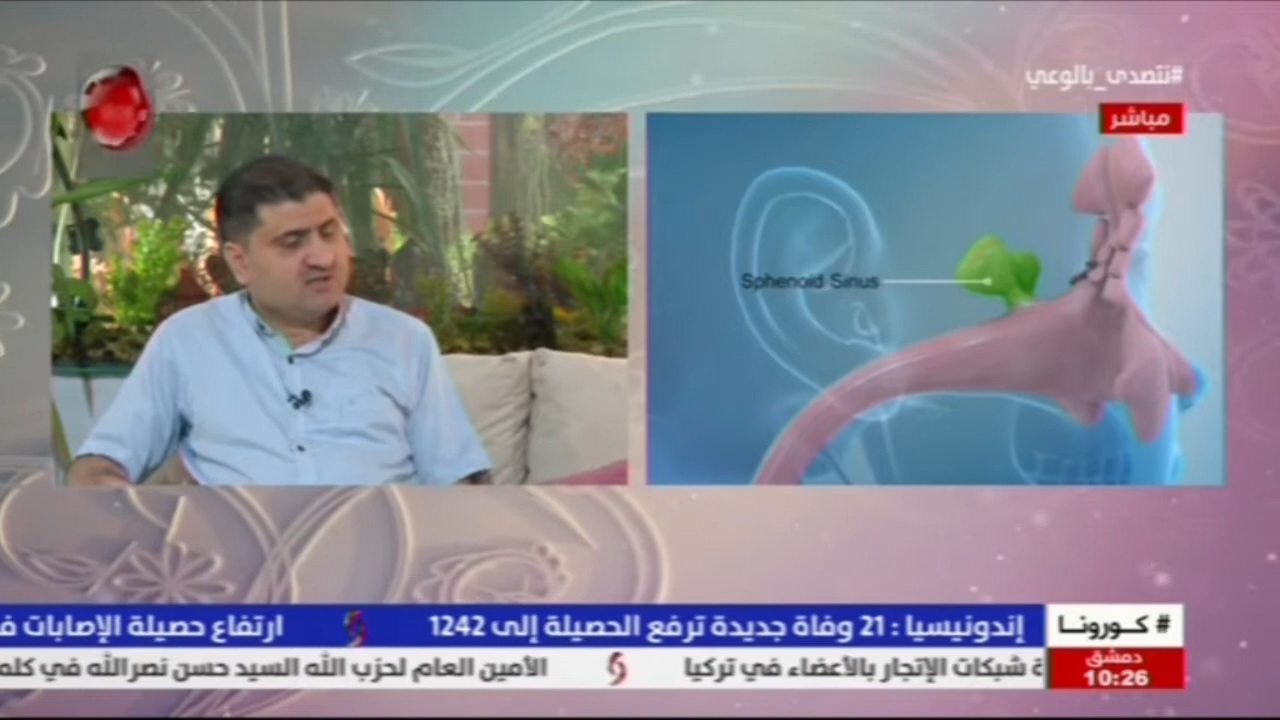 #نتصدى_بالوعي
مباشر
Sphenoid Sinus
# كـورونـا
إندونيسيا : 21 وفاة جديدة ترفع الحصيلة إلى 1242
ارتفاع حصيلة الإصابات
دمشق
10:26
شبكات الإتجار بالأعضاء في تركيا
الأمين العام لحزب الله السيد حسن نصرالله في